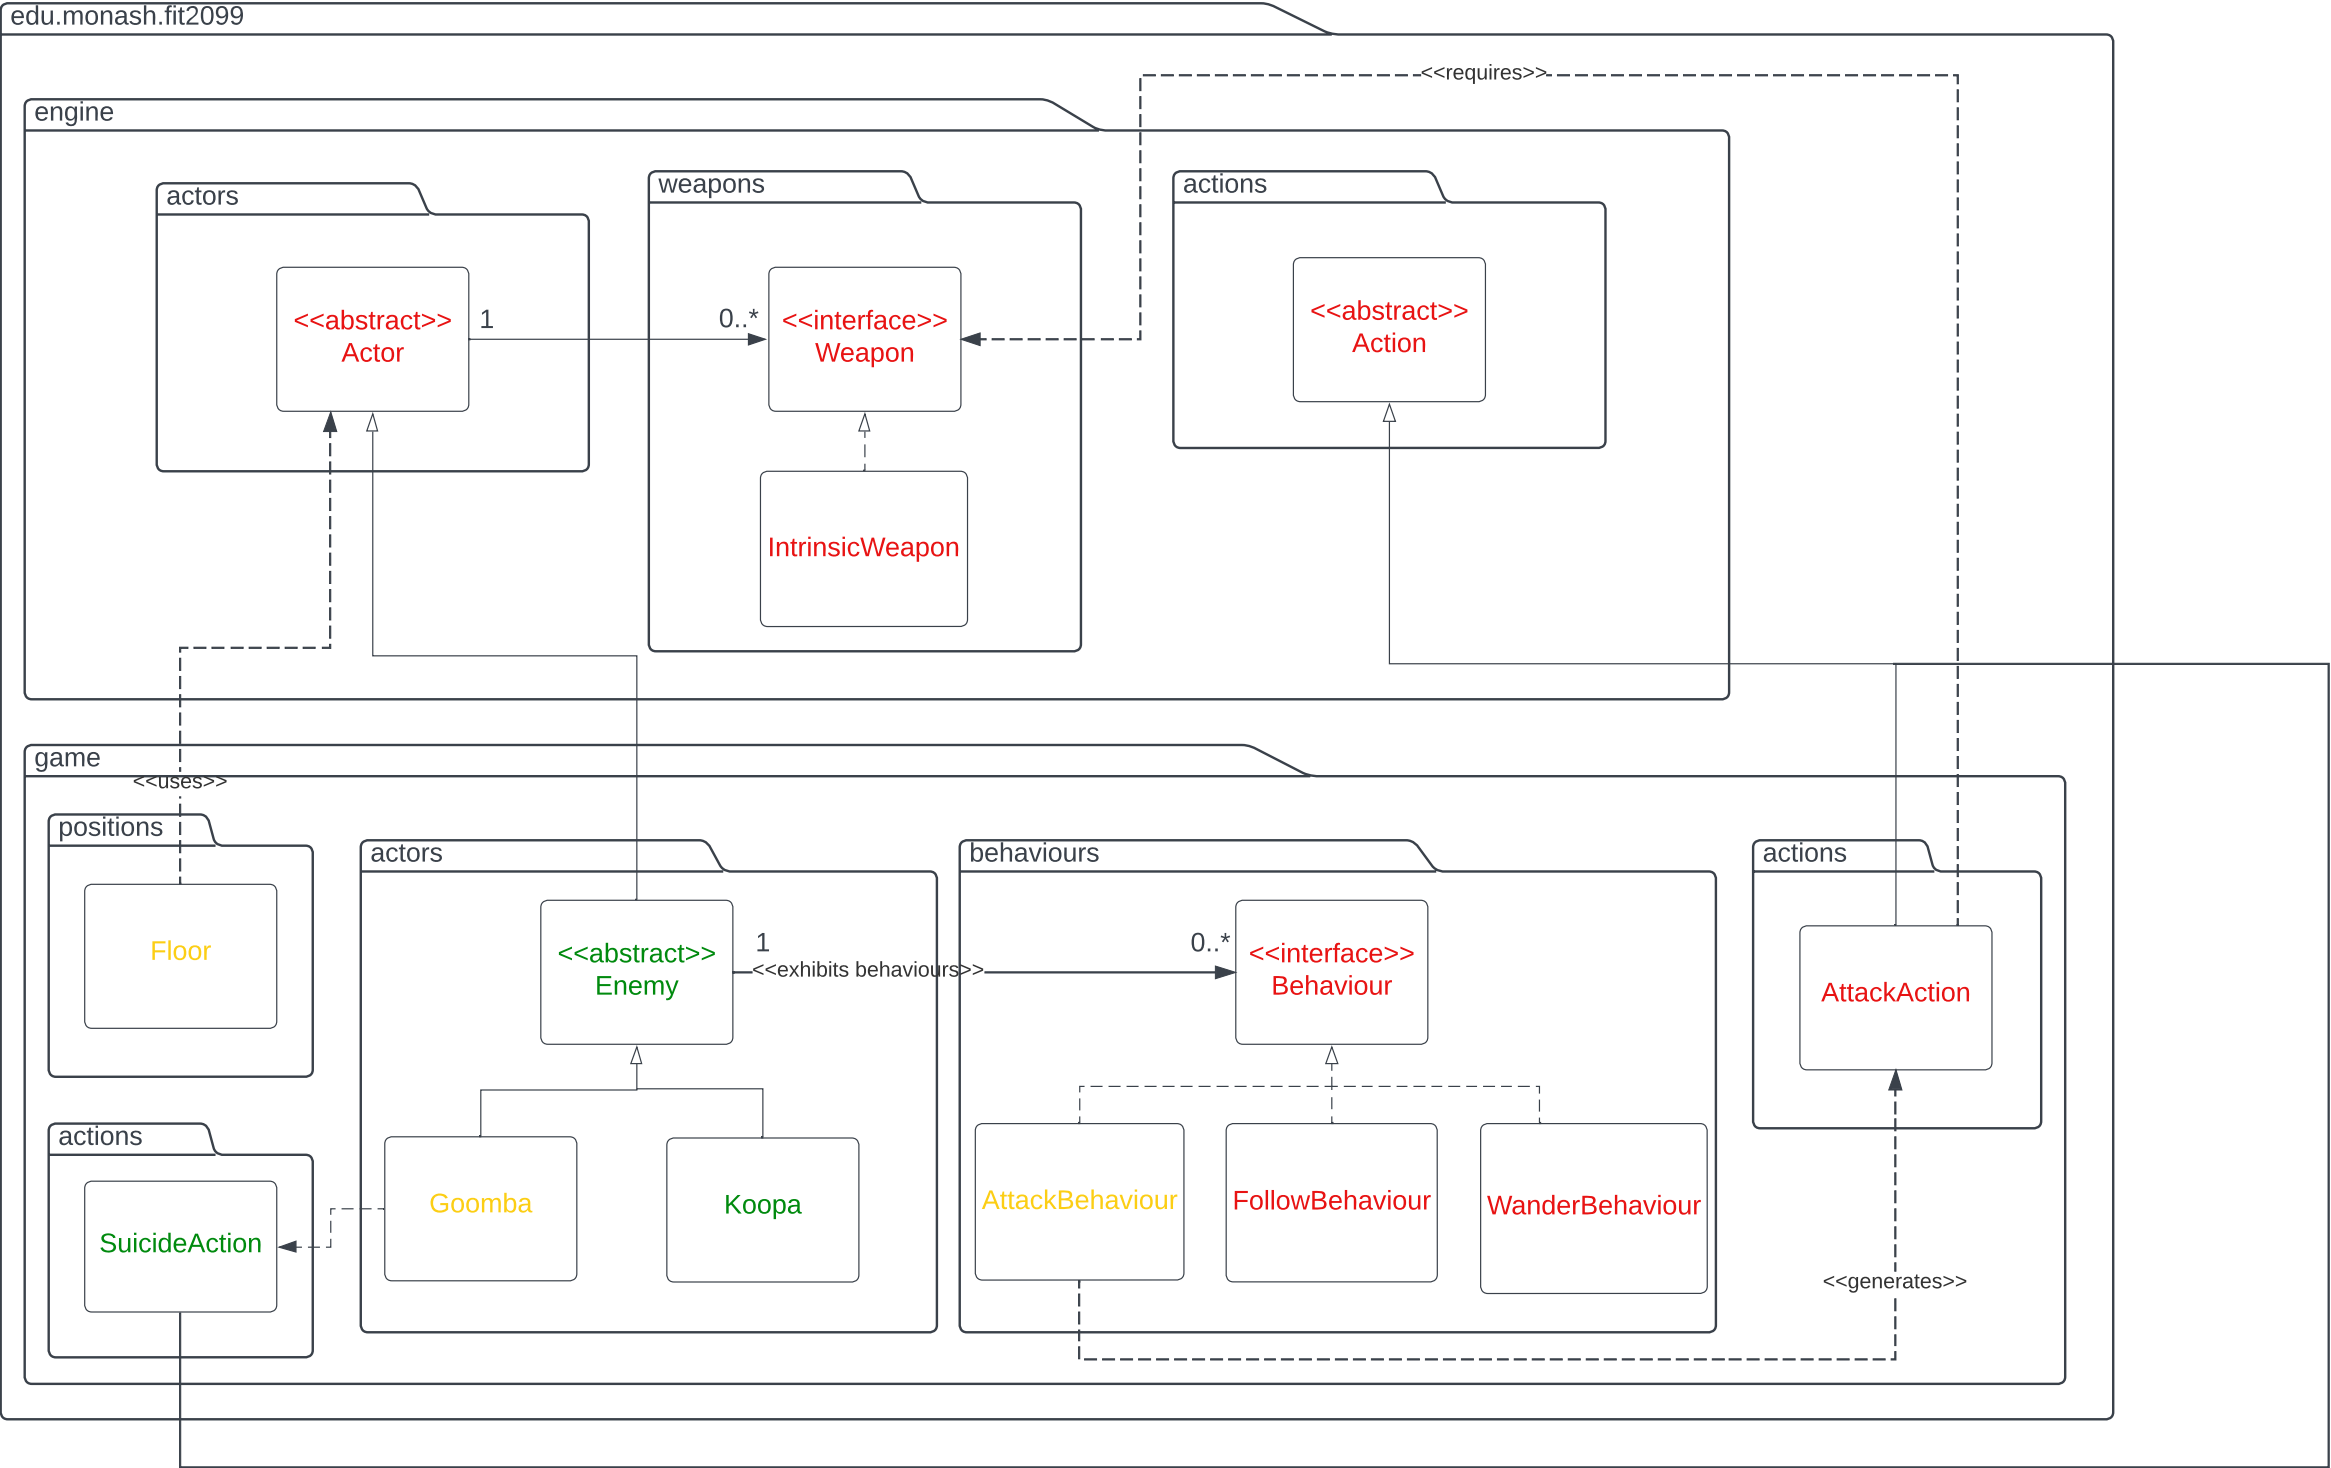 edu.monash.fit2099
<<requires>>
engine
actors
weapons
actions
<<abstract>>
Actor
1
0..*
<<interface>>
Weapon
<<abstract>>
Action
IntrinsicWeapon
game
<<uses>>
positions
actors
behaviours
actions
Floor
<<abstract>>
Enemy
1
<<exhibits behaviours>>
0..*
<<interface>>
Behaviour
AttackAction
actions
SuicideAction
Goomba
Koopa
AttackBehaviour
FollowBehaviour
WanderBehaviour
<<generates>>